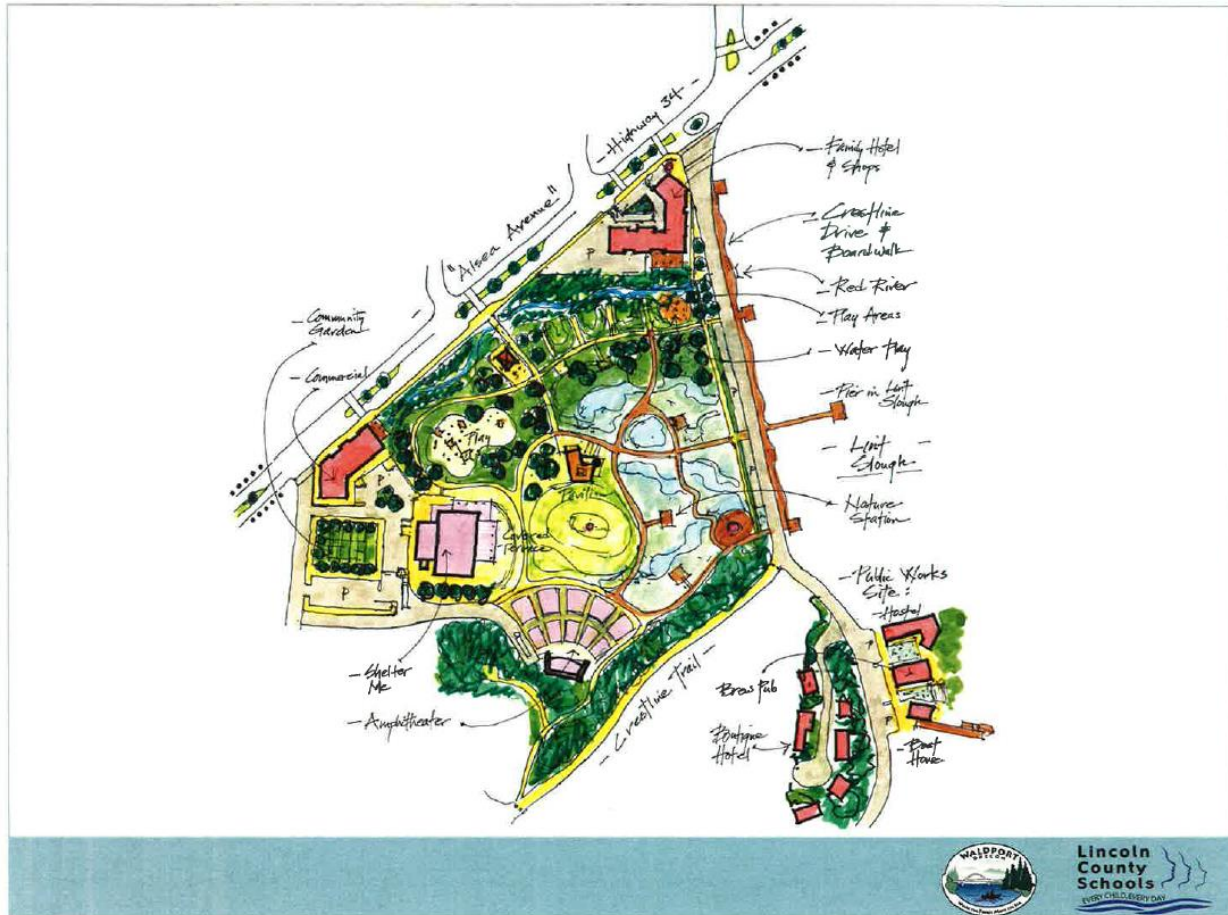 - Highway 34 -
"Alsea Avenue"
- Family Hotel
& Shops
- Crestline
Drive &
Boardwalk
- Red River
- Play Areas
- Water Play
- Pier in Lint
Slough
- Lint
Slough -
- Nature
Station
- Public Works
Site:
- Hostel
- Community
Garden
- Commercial
P
Play
Pavilion
Covered
Terrace
P
P
P
P
- Shelter
- Amphitheater
- Crestline Trail -
Brew Pub
Boutique
Hotel
- Boat
House
P
P
WALDPORT
OREGON
Lincoln
County
Schools
EVERY CHILD, EVERY DAY